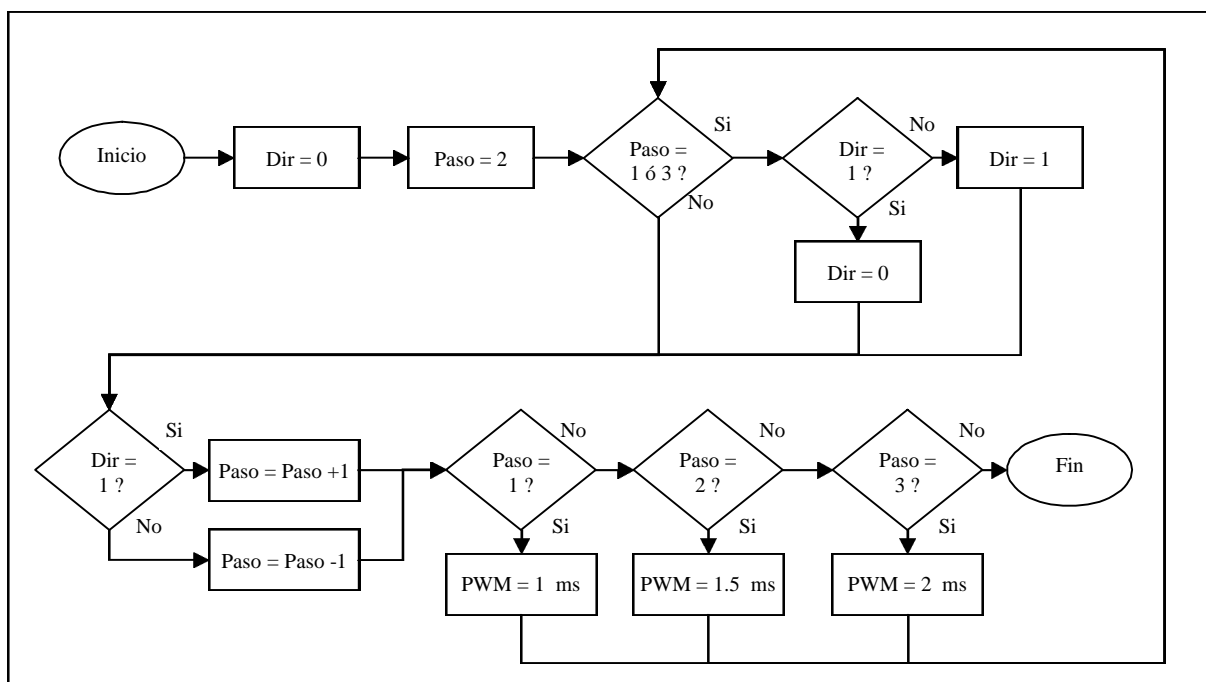 Inicio
Dir = 0
Paso = 2
Paso =
1 ó 3 ?
Si
No
Dir =
1 ?
No
Si
Dir = 1
Dir = 0
Dir =
1 ?
Si
No
Paso = Paso +1
Paso = Paso -1
Paso =
1 ?
No
Si
PWM = 1 ms
Paso =
2 ?
No
Si
PWM = 1.5 ms
Paso =
3 ?
No
Si
PWM = 2 ms
Fin